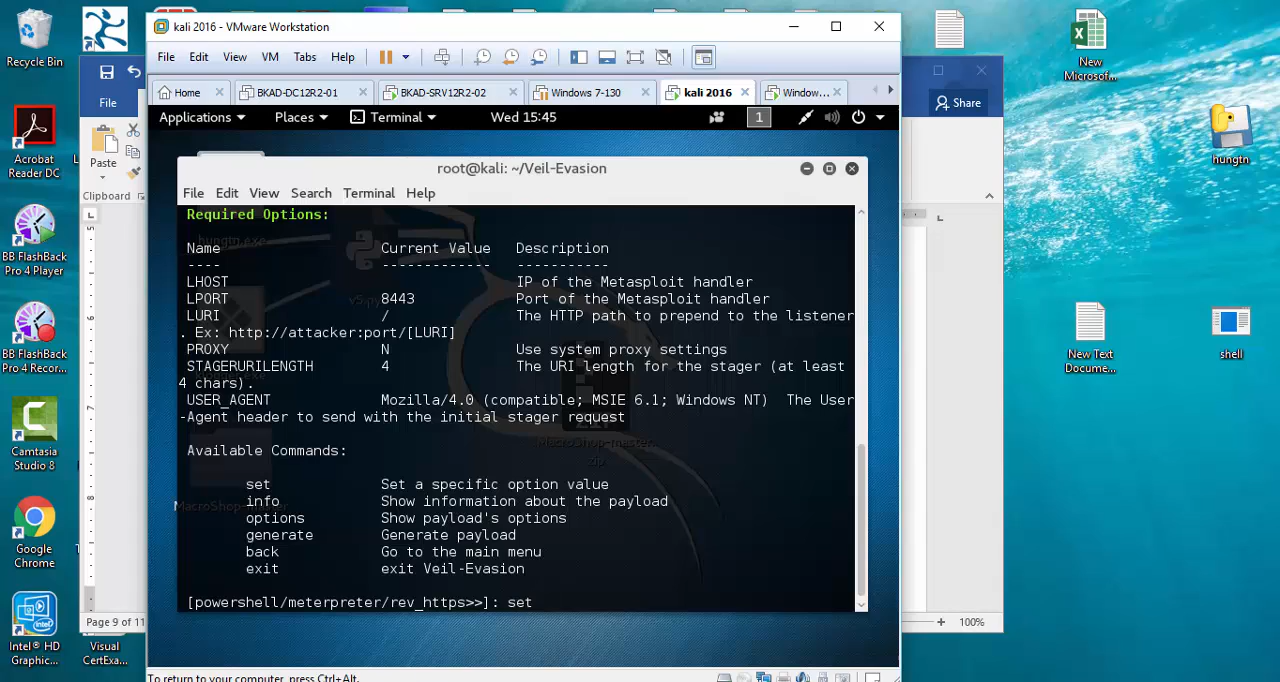 Recycle Bin
Acrobat
Reader DC
BB FlashBack
Pro 4 Player
BB FlashBack
Pro 4 Recor...
Camtasia
Studio 8
Google
Chrome
Intel® HD
Graphic...
Visual
CertExa...
File
Paste
Clipboard
Page 9 of 11
kali 2016 - VMware Workstation
File Edit View VM Tabs Help
Home BKAD-DC12R2-01 BKAD-SRV12R2-02 Windows 7-130 kali 2016 Window...
Applications Places Terminal Wed 15:45 1
root@kali: ~/Veil-Evasion
File Edit View Search Terminal Help
Required Options:
Name Current Value Description
---- ------------- -----------
LHOST IP of the Metasploit handler
LPORT 8443 Port of the Metasploit handler
LURI / The HTTP path to prepend to the listener
. Ex: http://attacker:port/[LURI]
PROXY N Use system proxy settings
STAGERURILENGTH 4 The URI length for the stager (at least
4 chars).
USER_AGENT Mozilla/4.0 (compatible; MSIE 6.1; Windows NT) The User
-Agent header to send with the initial stager request
Available Commands:
set Set a specific option value
info Show information about the payload
options Show payload's options
generate Generate payload
back Go to the main menu
exit exit Veil-Evasion
[powershell/meterpreter/rev_https>>]: set
MacroShop-master.
zip
MacroShop-master
To return to your computer, press Ctrl+Alt.
Share
100%
New
Microsof...
hungtn
New Text
Docume...
shell